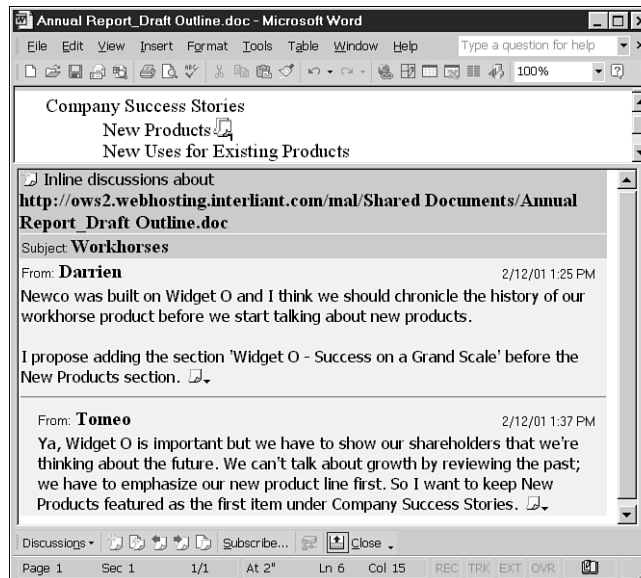 Annual Report_Draft Outline.doc - Microsoft Word
File Edit View Insert Format Tools Table Window Help Type a question for help
100%
Company Success Stories
New Products
New Uses for Existing Products
Inline discussions about
http://ows2.webhosting.interliant.com/mal/Shared Documents/Annual
Report_Draft Outline.doc
Subject: Workhorses
From: Darrien 2/12/01 1:25 PM
Newco was built on Widget O and I think we should chronicle the history of our
workhorse product before we start talking about new products.
I propose adding the section 'Widget O - Success on a Grand Scale' before the
New Products section.
From: Tomeo 2/12/01 1:37 PM
Ya, Widget O is important but we have to show our shareholders that we're
thinking about the future. We can't talk about growth by reviewing the past;
we have to emphasize our new product line first. So I want to keep New
Products featured as the first item under Company Success Stories.
Discussions Subscribe... Close
Page 1 Sec 1 1/1 At 2" Ln 6 Col 15 REC TRK EXT OVR